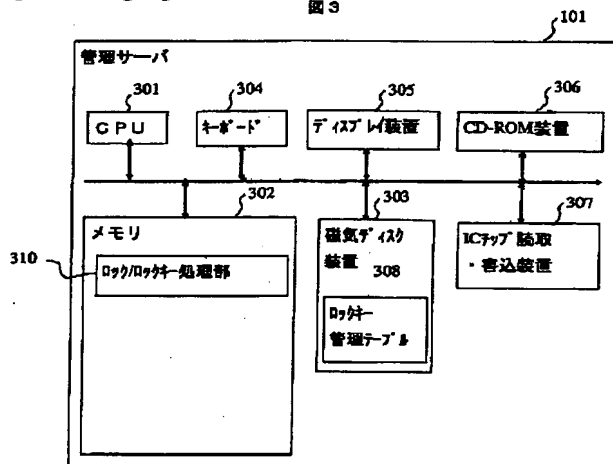 図3
101
管理サーバ
301
304
305
306
CPU
キーボード
ディスプレイ装置
CD-ROM装置
302
303
307
メモリ
磁気ディスク
装置
308
ICチップ読取
・書込装置
310
ロック/ロックキー処理部
ロックキー
管理テーブル